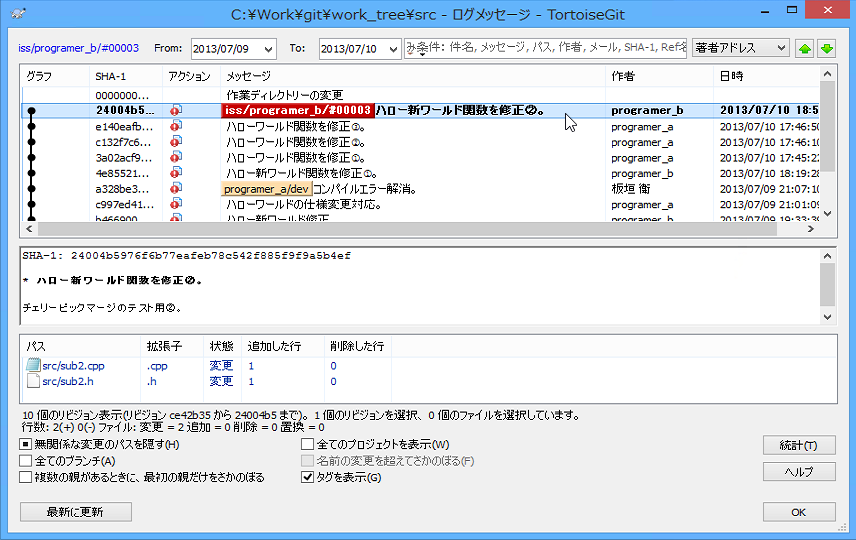 C:¥Work¥git¥work_tree¥src - ログメッセージ - TortoiseGit
iss/programer_b/#00003 From: 2013/07/09 To: 2013/07/10 み条件: 件名, メッセージ, パス, 作者, メール, SHA-1, Ref名 著者アドレス
グラフ SHA-1 アクション メッセージ 作者 日時
0000000... 作業ディレクトリーの変更
24004b5... iss/programer_b/#00003 ハロー新ワールド関数を修正②。 programer_b 2013/07/10 18:5
e140eafb... ハローワールド関数を修正①。 programer_a 2013/07/10 17:46:50
c132f7c6... ハローワールド関数を修正①。 programer_a 2013/07/10 17:46:10
3a02acf9... ハローワールド関数を修正①。 programer_a 2013/07/10 17:45:22
4e85521... ハロー新ワールド関数を修正①。 programer_b 2013/07/10 18:19:28
a328be3... programer_a/dev コンパイルエラー解消。 板垣 衛 2013/07/09 21:07:10
c997ed41... ハローワールドの仕様変更対応。 programer_a 2013/07/09 21:01:09
b466900... ハロー新ワールド修正 programer_b 2013/07/09 19:33:39
SHA-1: 24004b5976f6b77eafeb78c542f885f9f9a5b4ef
* ハロー新ワールド関数を修正②。
チェリーピックマージのテスト用②。
パス 拡張子 状態 追加した行 削除した行
src/sub2.cpp .cpp 変更 1 0
src/sub2.h .h 変更 1 0
10 個のリビジョン表示(リビジョン ce42b35 から 24004b5 まで)。1 個のリビジョンを選択、0 個のファイルを選択しています。
行数: 2(+) 0(-) ファイル: 変更 = 2 追加 = 0 削除 = 0 置換 = 0
無関係な変更のパスを隠す(H) 全てのプロジェクトを表示(W) 統計(T)
全てのブランチ(A) 名前の変更を超えてさかのぼる(F) ヘルプ
複数の親があるときに、最初の親だけをさかのぼる タグを表示(G)
最新に更新 OK